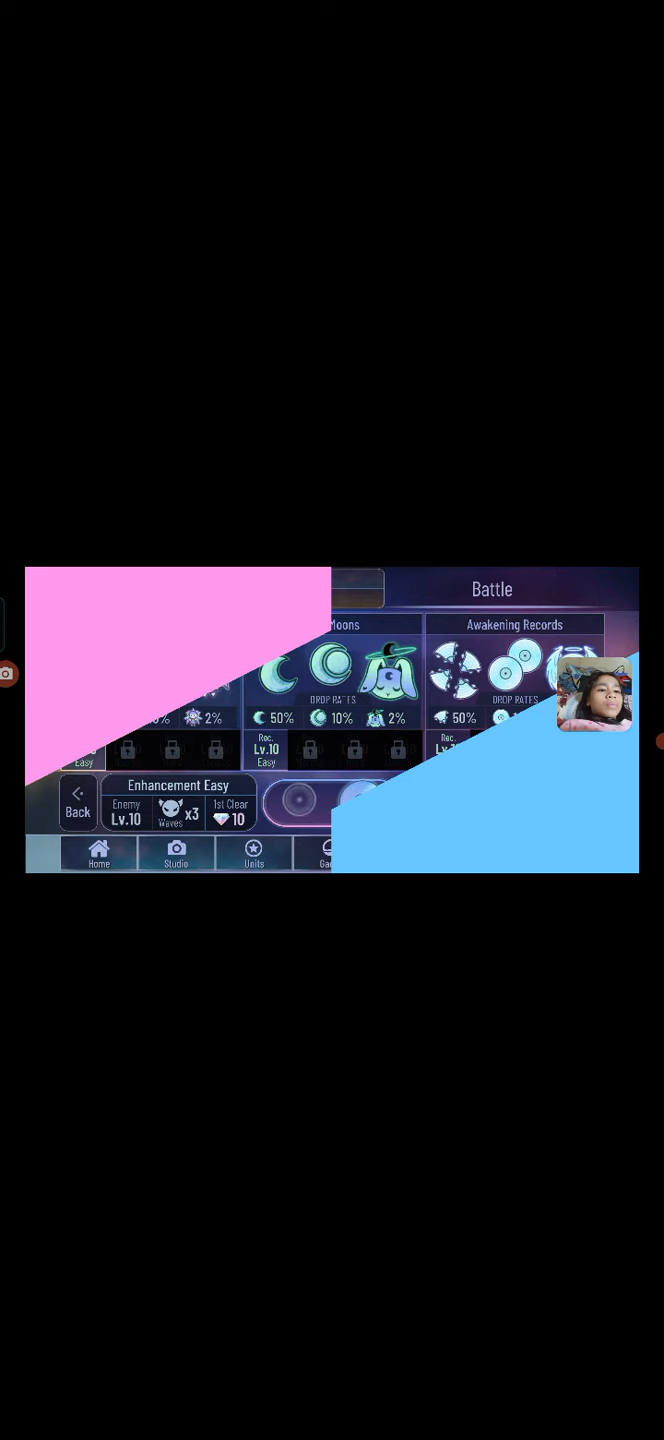 Battle
Moons
Awakening Records
DROP RATES
DROP RATES
2%
50%
10%
2%
50%
Rec.
Lv.10
Easy
Rec.
Easy
Back
Enhancement Easy
Enemy
Lv.10
Waves
x3
1st Clear
10
Home
Studio
Units